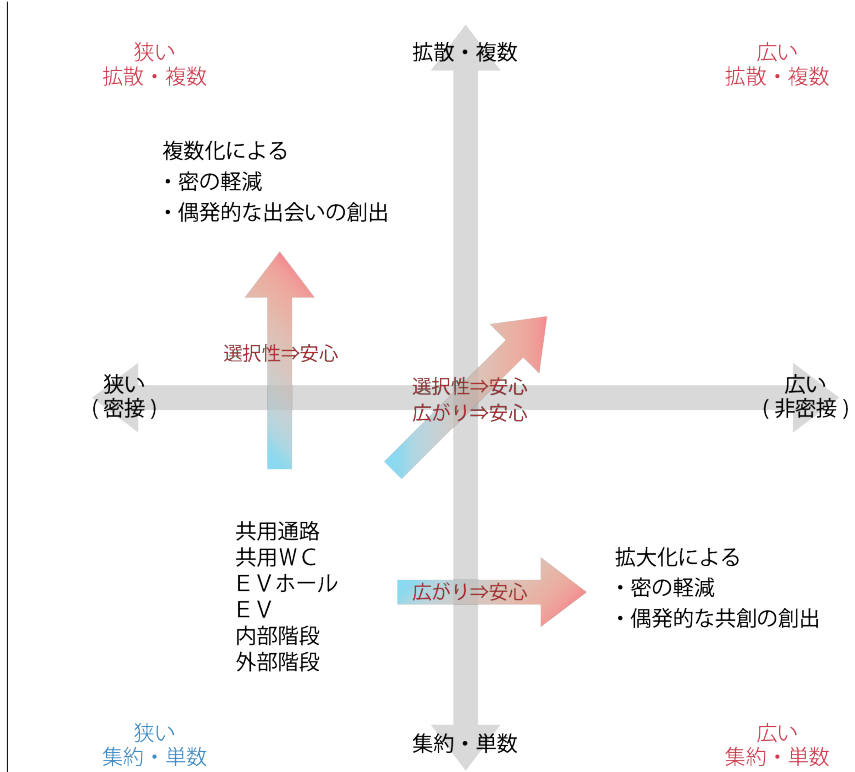 狭い
拡散・複数
拡散・複数
広い
拡散・複数
複数化による
・密の軽減
・偶発的な出会いの創出
選択性⇒安心
狭い
(密接)
選択性⇒安心
広がり⇒安心
広い
(非密接)
共用通路
共用WC
EVホール
EV
内部階段
外部階段
広がり⇒安心
拡大化による
・密の軽減
・偶発的な共創の創出
狭い
集約・単数
集約・単数
広い
集約・単数